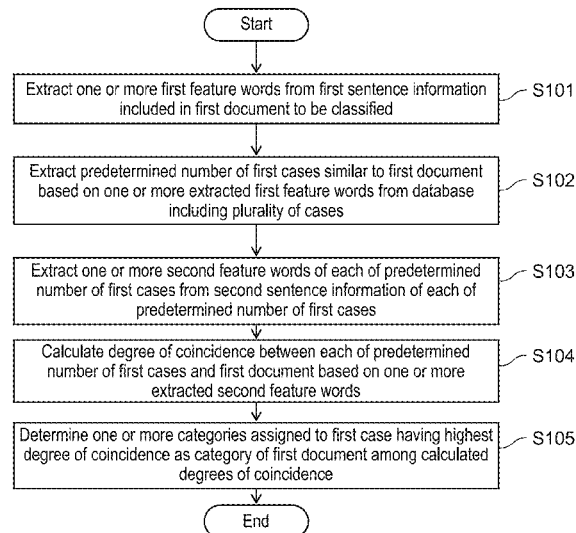 Start
Extract one or more first feature words from first sentence information
included in first document to be classified
S101
Extract predetermined number of first cases similar to first document
based on one or more extracted first feature words from database
including plurality of cases
S102
Extract one or more second feature words of each of predetermined
number of first cases from second sentence information of each of
predetermined number of first cases
S103
Calculate degree of coincidence between each of predetermined
number of first cases and first document based on one or more
extracted second feature words
S104
Determine one or more categories assigned to first case having highest
degree of coincidence as category of first document among calculated
degrees of coincidence
S105
End